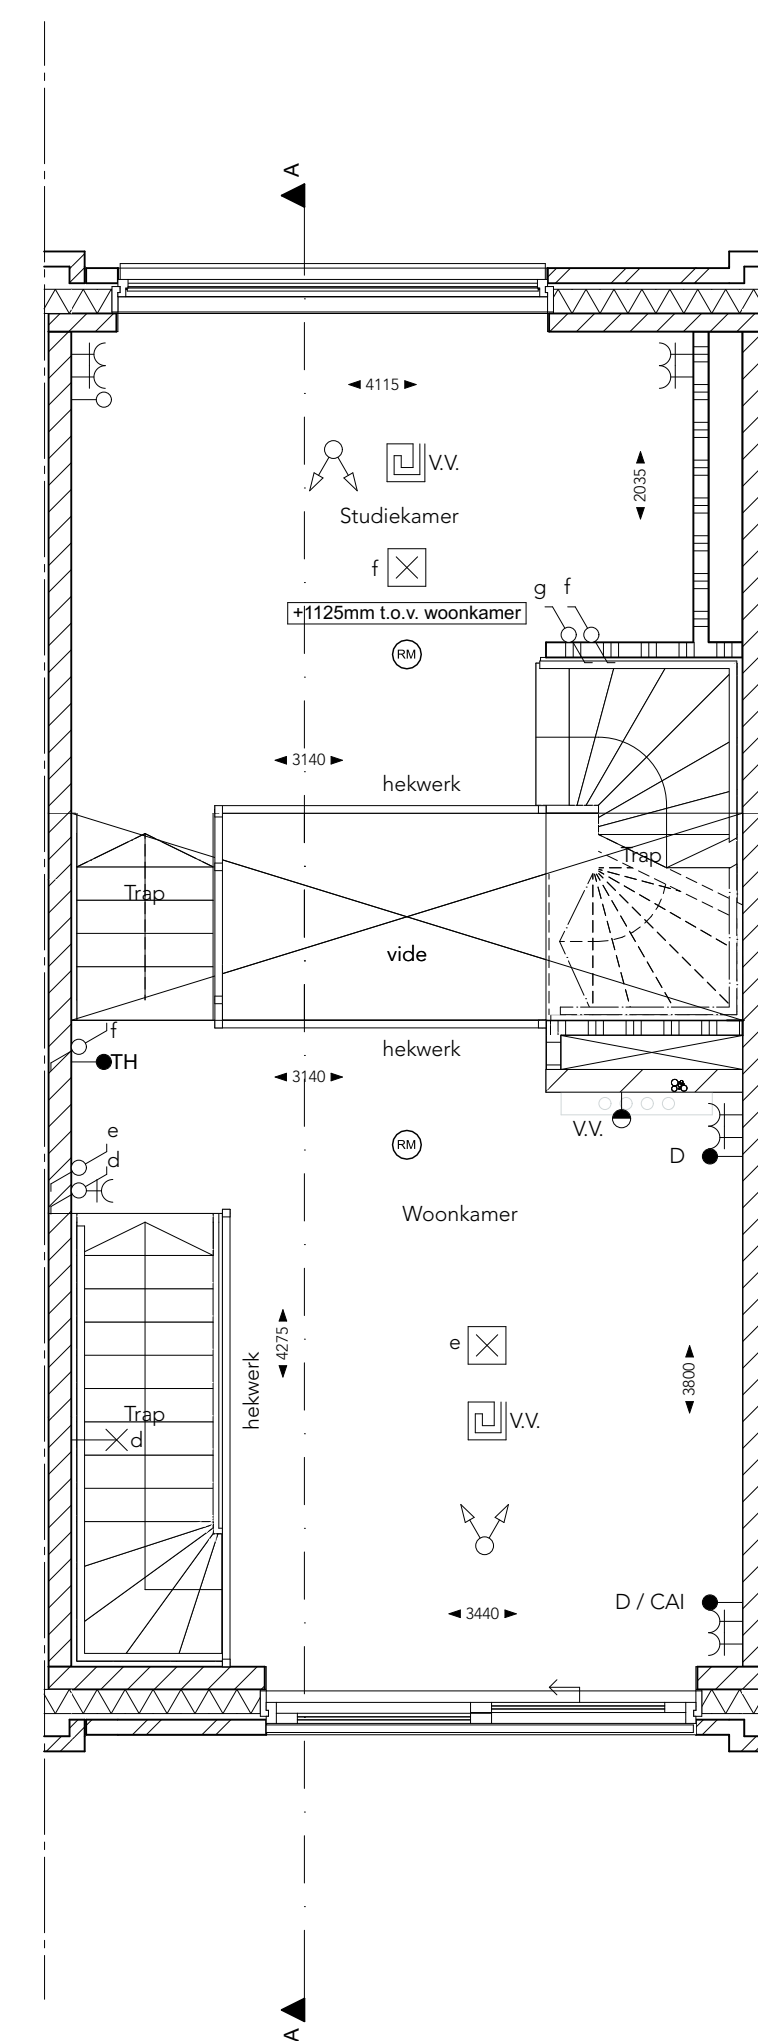 A
4115
V.V.
2035
Studiekamer
f
+1125mm t.o.v. woonkamer
g f
RM
3140
hekwerk
Trap
Trap
vide
f
hekwerk
TH
3140
V.V.
e
RM
D
d
Woonkamer
4275
e
3800
hekwerk
Trap
V.V.
d
D / CAI
3440
A